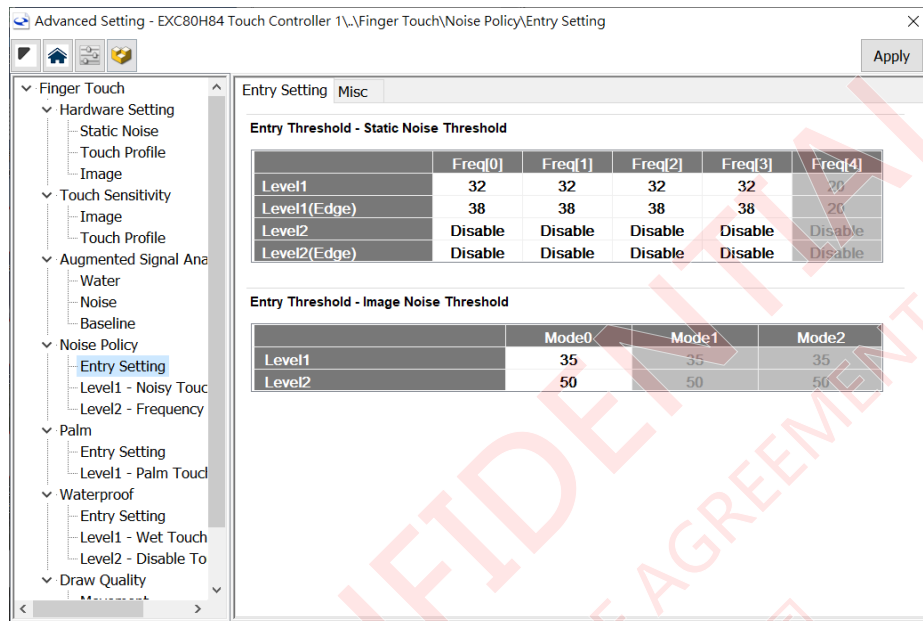 Advanced Setting - EXC80H84 Touch Controller 1\..\Finger Touch\Noise Policy\Entry Setting
Apply
Finger Touch
Hardware Setting
Static Noise
Touch Profile
Image
Touch Sensitivity
Image
Touch Profile
Augmented Signal Ana
Water
Noise
Baseline
Noise Policy
Entry Setting
Level1 - Noisy Touc
Level2 - Frequency
Palm
Entry Setting
Level1 - Palm Touch
Waterproof
Entry Setting
Level1 - Wet Touch
Level2 - Disable To
Draw Quality
Entry Setting Misc
Entry Threshold - Static Noise Threshold
Freq[0] Freq[1] Freq[2] Freq[3] Freq[4]
Level1 32 32 32 32 20
Level1(Edge) 38 38 38 38 20
Level2 Disable Disable Disable Disable Disable
Level2(Edge) Disable Disable Disable Disable Disable
Entry Threshold - Image Noise Threshold
Mode0 Mode1 Mode2
Level1 35 35 35
Level2 50 50 50
FIDENTIAL
E AGREEMENT